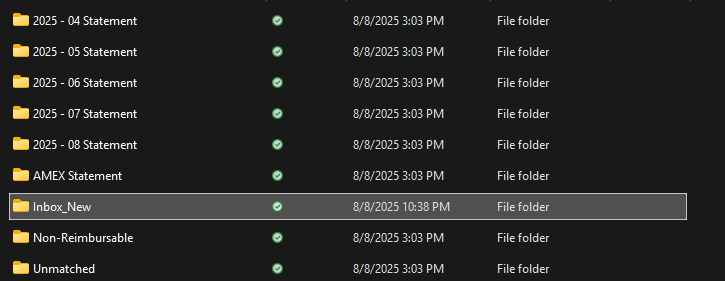 2025 - 04 Statement 8/8/2025 3:03 PM File folder
2025 - 05 Statement 8/8/2025 3:03 PM File folder
2025 - 06 Statement 8/8/2025 3:03 PM File folder
2025 - 07 Statement 8/8/2025 3:03 PM File folder
2025 - 08 Statement 8/8/2025 3:03 PM File folder
AMEX Statement 8/8/2025 3:03 PM File folder
Inbox_New 8/8/2025 10:38 PM File folder
Non-Reimbursable 8/8/2025 3:03 PM File folder
Unmatched 8/8/2025 3:03 PM File folder